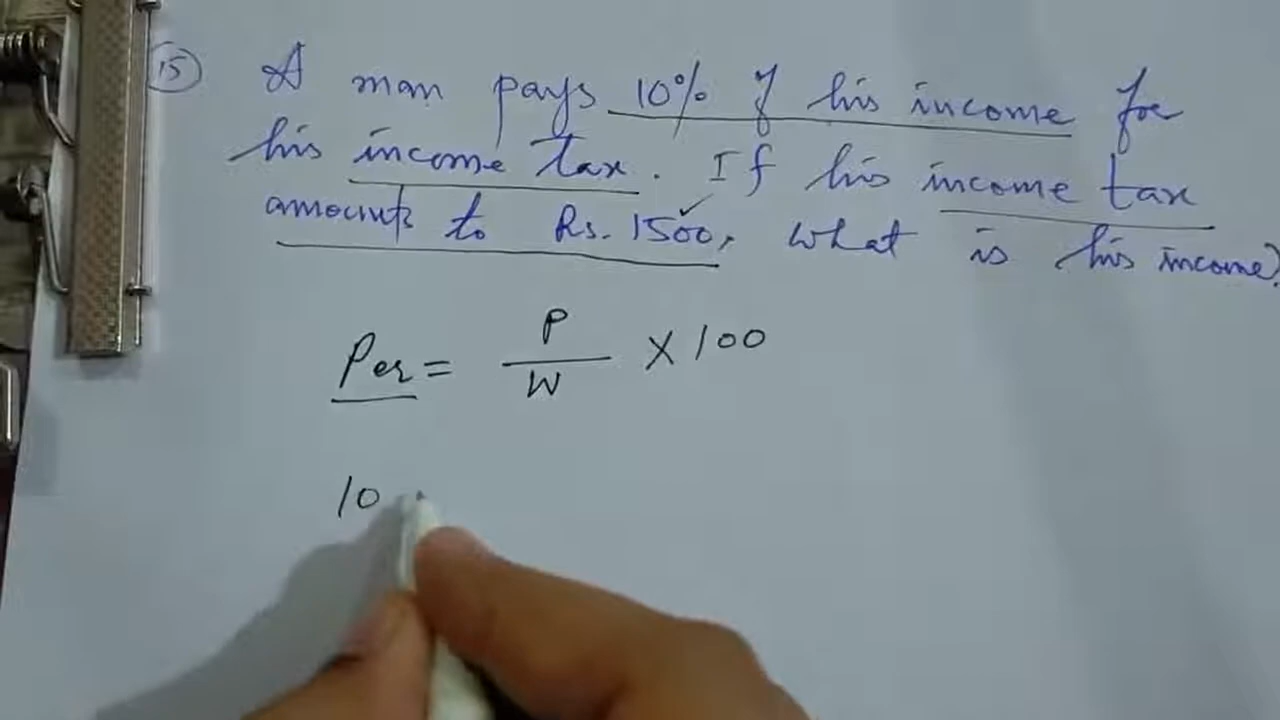 15 A man pays 10% of his income for
his income tax. If his income tax
amounts to Rs. 1500, what is his income?
Per = P/W × 100
10